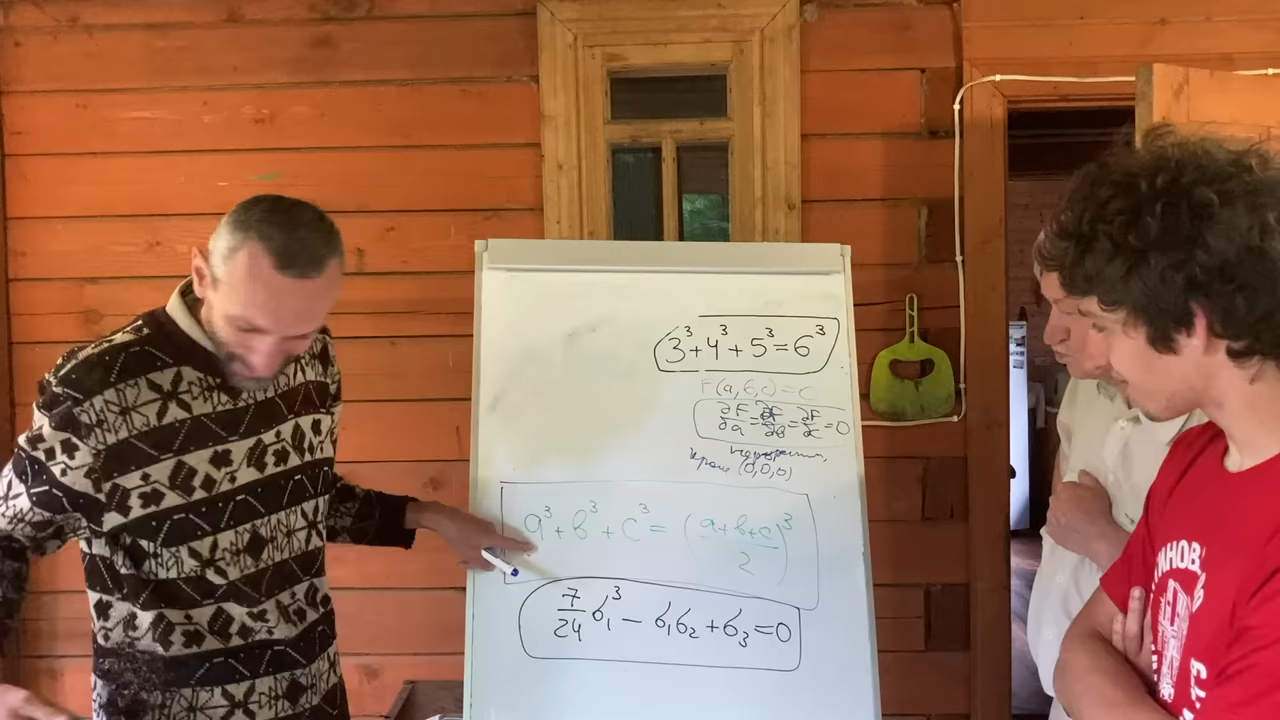 3³+4³+5³=6³
F(a,b,c)=0
∂F/∂a=∂F/∂b=∂F/∂c=0
кроме (0,0,0)
a³+b³+c³=((a+b+c)/2)³
7/24 σ₁³ − σ₁σ₂+σ₃=0